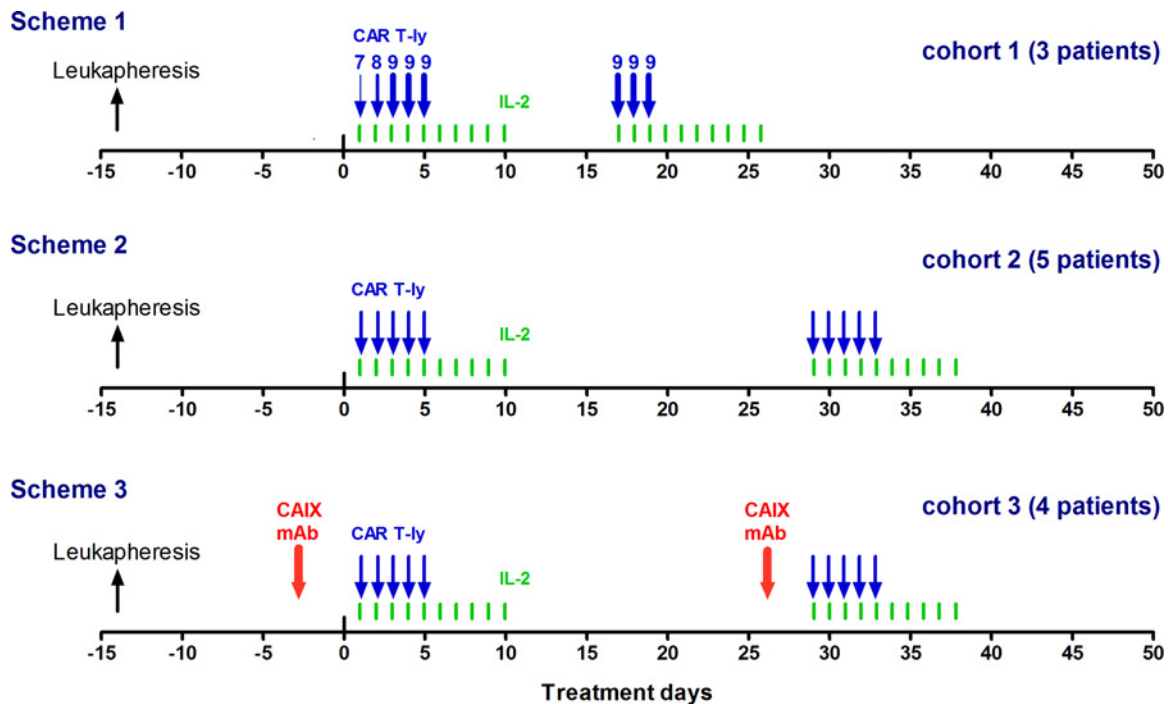 Scheme 1
cohort 1 (3 patients)
CAR T-ly
7 8 9 9 9
9 9 9
Leukapheresis
IL-2
-15 -10 -5 0 5 10 15 20 25 30 35 40 45 50
Scheme 2
cohort 2 (5 patients)
CAR T-ly
Leukapheresis
IL-2
-15 -10 -5 0 5 10 15 20 25 30 35 40 45 50
Scheme 3
cohort 3 (4 patients)
CAIX
mAb
CAIX
mAb
CAR T-ly
Leukapheresis
IL-2
-15 -10 -5 0 5 10 15 20 25 30 35 40 45 50
Treatment days